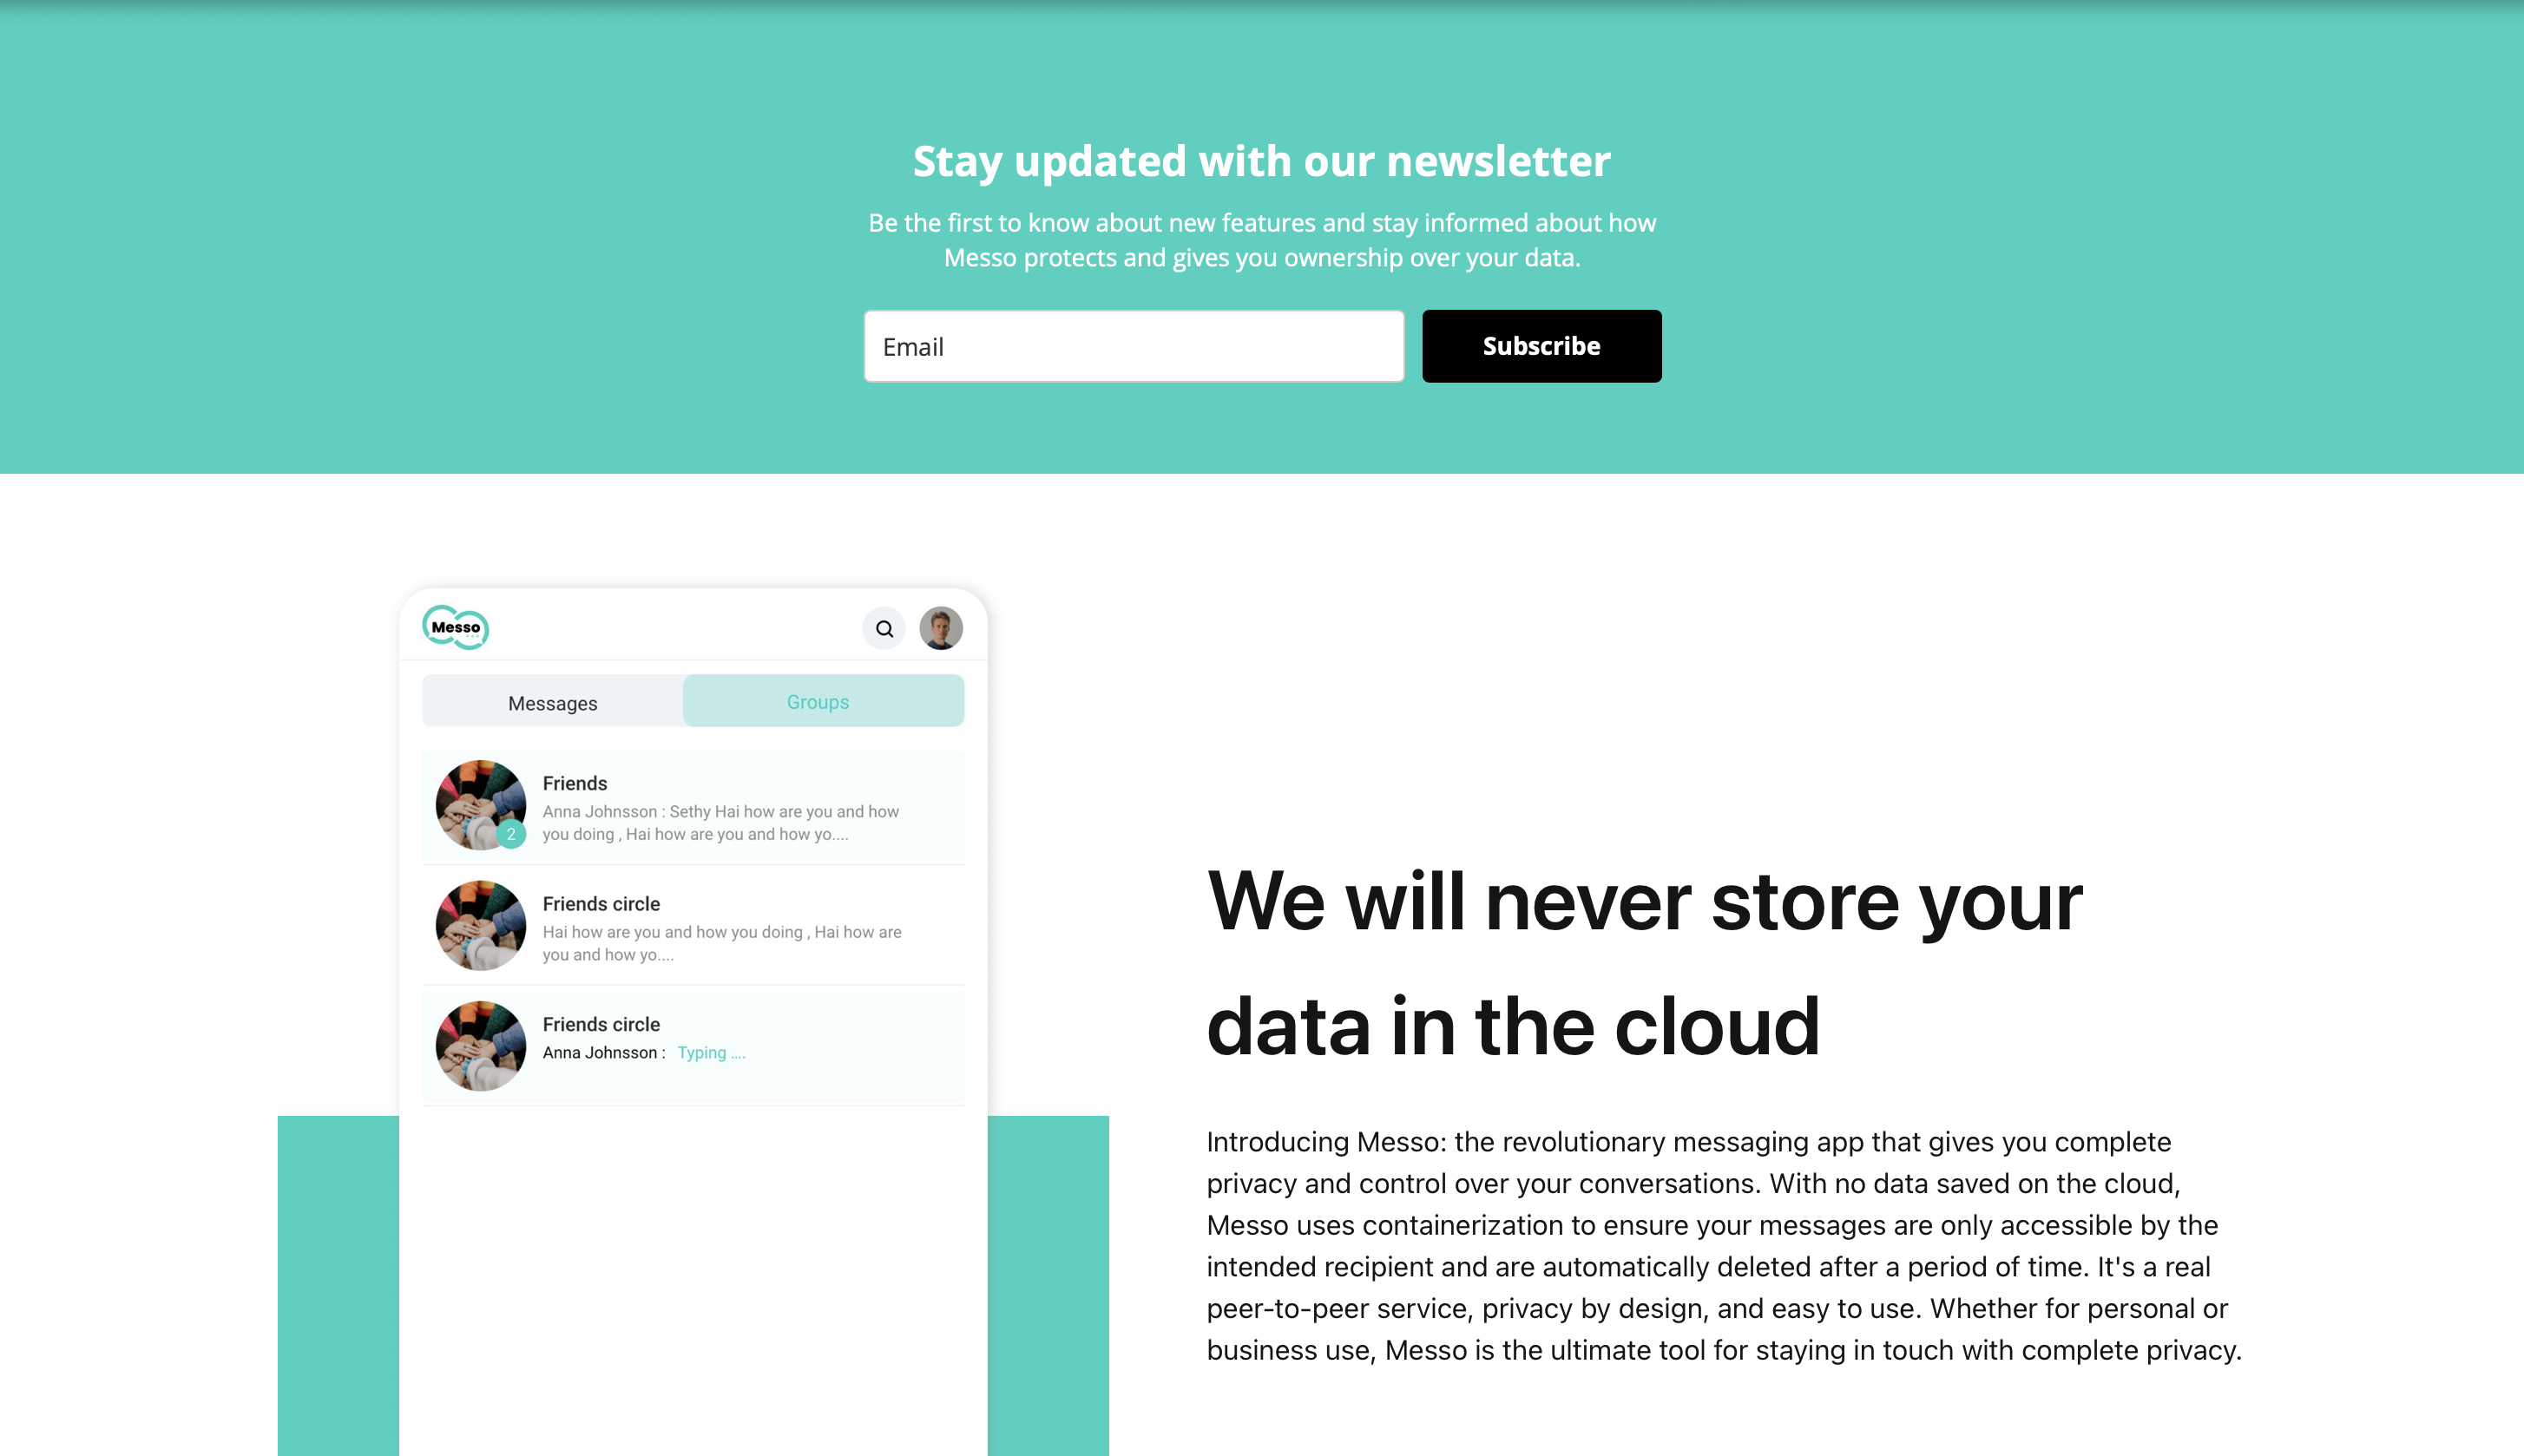 Stay updated with our newsletter
Be the first to know about new features and stay informed about how
Messo protects and gives you ownership over your data.
Email
Subscribe
Messo
Messages
Groups
Friends
Anna Johnsson : Sethy Hai how are you and how
you doing , Hai how are you and how yo....
2
Friends circle
Hai how are you and how you doing , Hai how are
you and how yo....
Friends circle
Anna Johnsson : Typing ....
We will never store your
data in the cloud
Introducing Messo: the revolutionary messaging app that gives you complete
privacy and control over your conversations. With no data saved on the cloud,
Messo uses containerization to ensure your messages are only accessible by the
intended recipient and are automatically deleted after a period of time. It's a real
peer-to-peer service, privacy by design, and easy to use. Whether for personal or
business use, Messo is the ultimate tool for staying in touch with complete privacy.